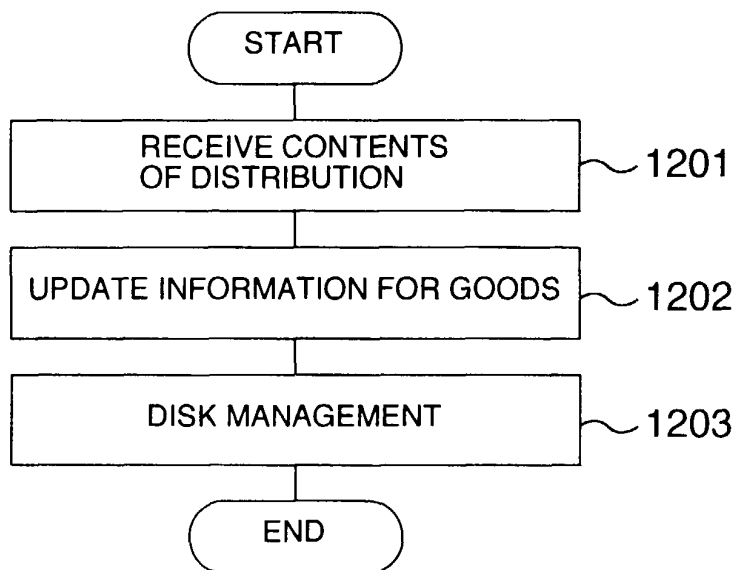 START
RECEIVE CONTENTS
OF DISTRIBUTION
1201
UPDATE INFORMATION FOR GOODS
1202
DISK MANAGEMENT
1203
END